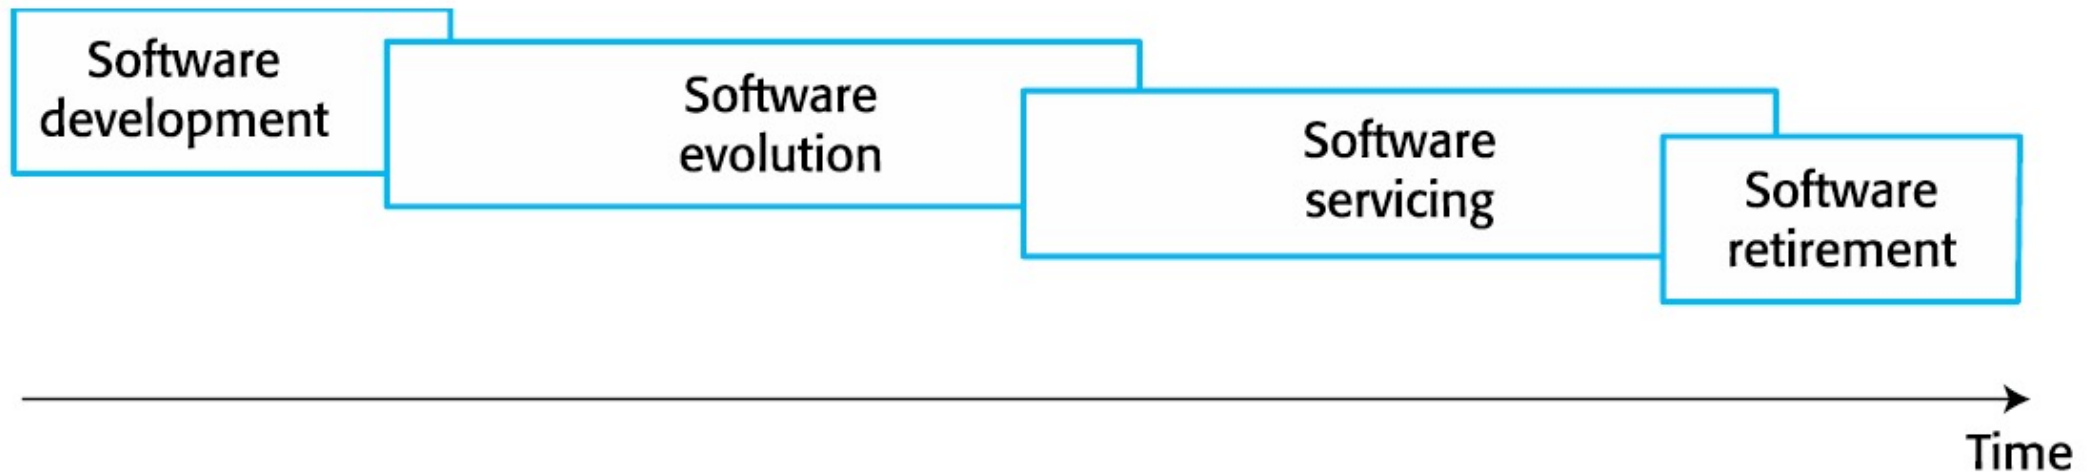 Software
development
Software
evolution
Software
servicing
Software
retirement
Time